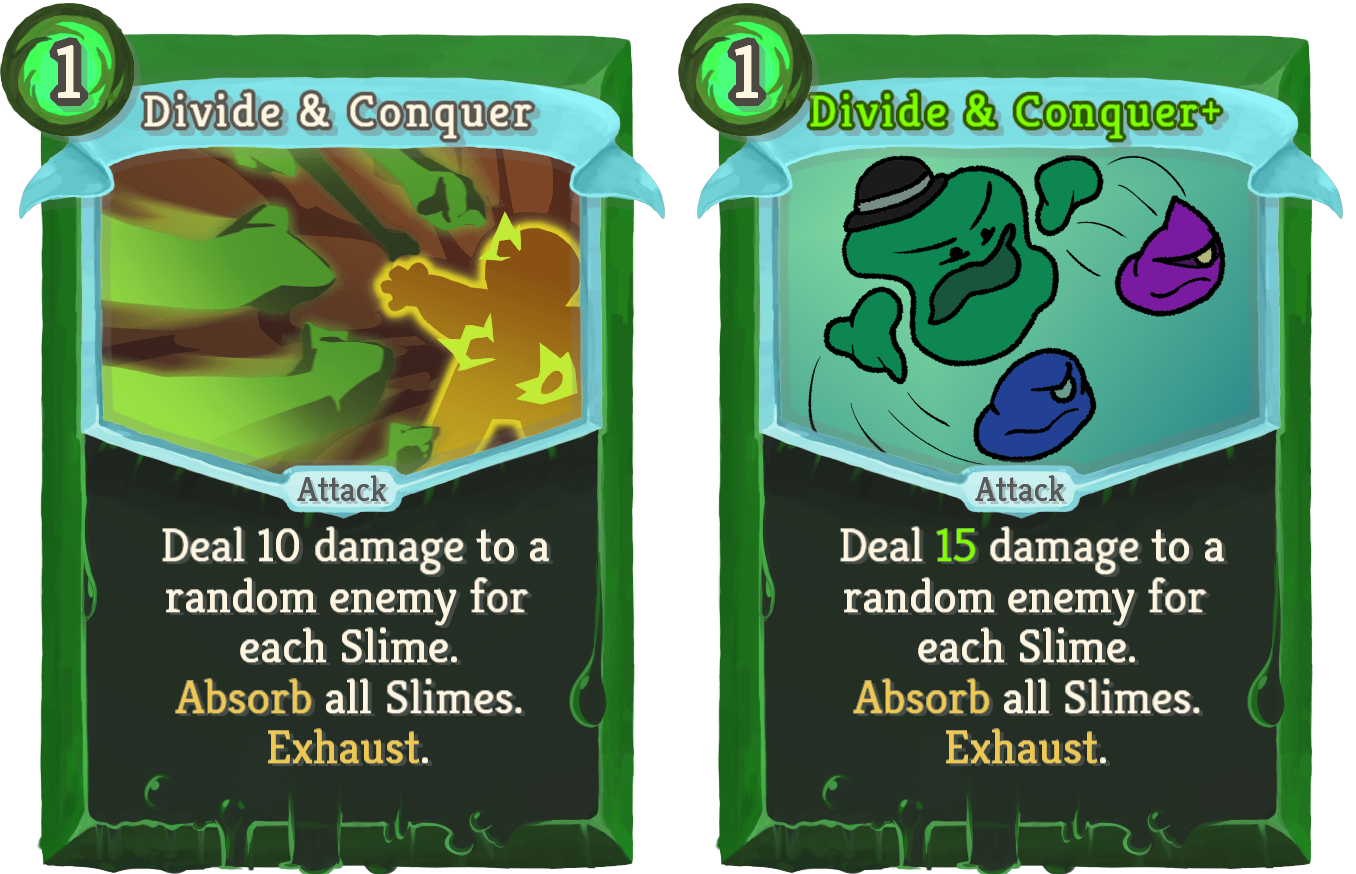 1
Divide & Conquer
Attack
Deal 10 damage to a
random enemy for
each Slime.
Absorb all Slimes.
Exhaust.
1
Divide & Conquer+
Attack
Deal 15 damage to a
random enemy for
each Slime.
Absorb all Slimes.
Exhaust.